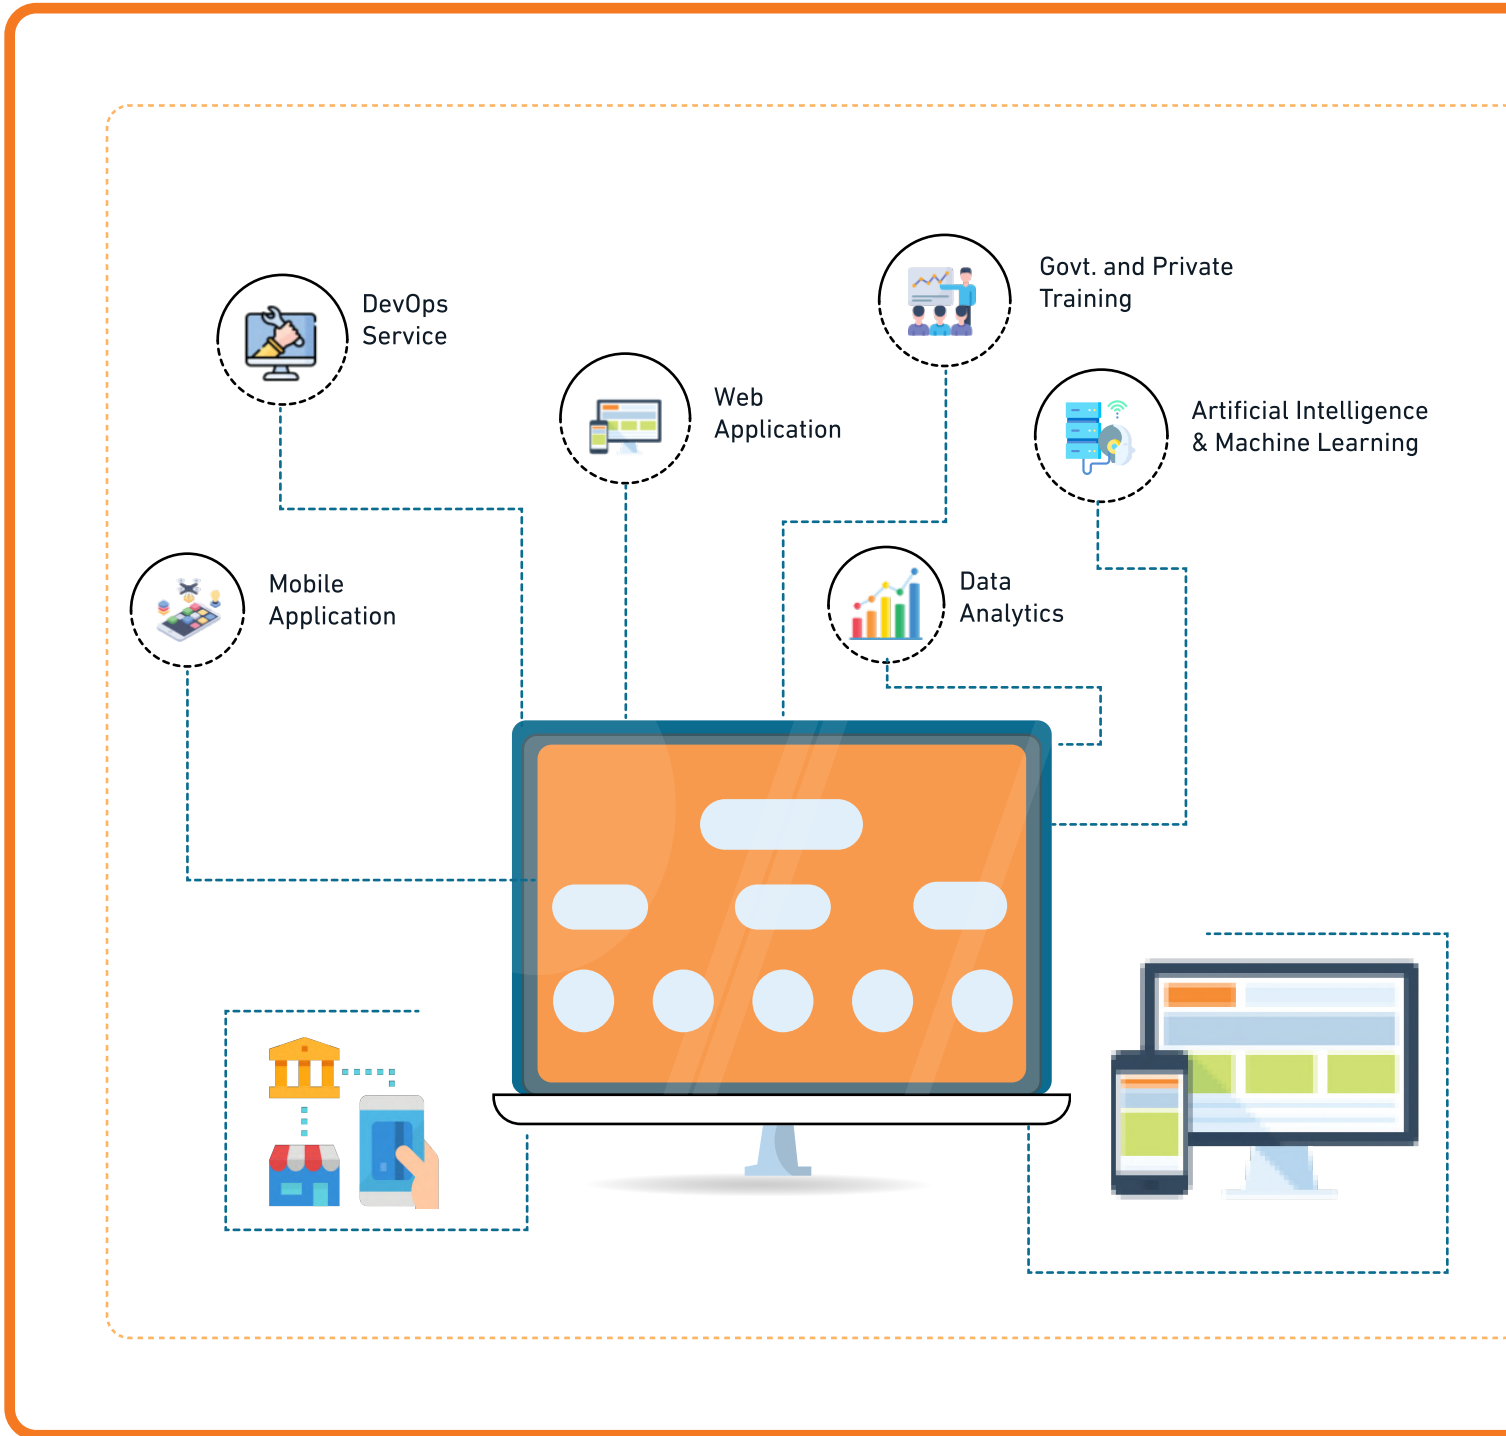 DevOps
Service
Web
Application
Govt. and Private
Training
Artificial Intelligence
& Machine Learning
Mobile
Application
Data
Analytics